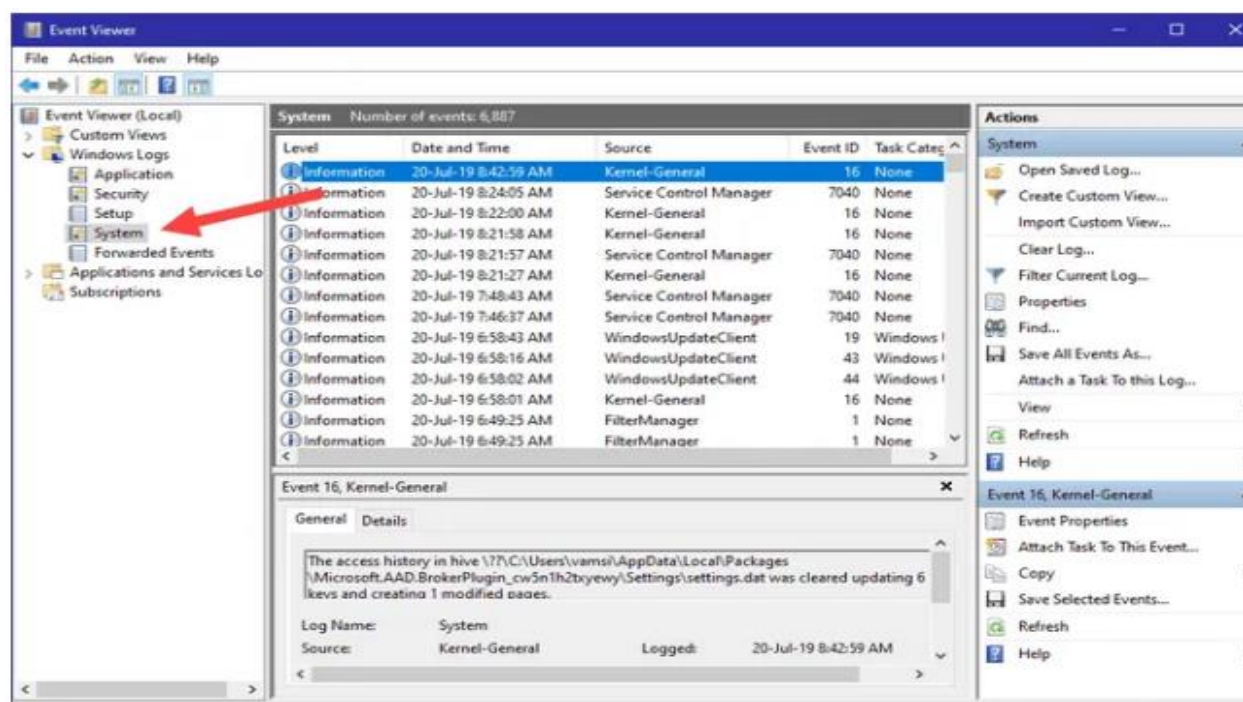 Event Viewer
File Action View Help
Event Viewer (Local)
Custom Views
Windows Logs
Application
Security
Setup
System
Forwarded Events
Applications and Services Lo
Subscriptions
System Number of events: 6,887
Level Date and Time Source Event ID Task Categ
Information 20-Jul-19 8:42:59 AM Kernel-General 16 None
Information 20-Jul-19 8:24:05 AM Service Control Manager 7040 None
Information 20-Jul-19 8:22:00 AM Kernel-General 16 None
Information 20-Jul-19 8:21:58 AM Kernel-General 16 None
Information 20-Jul-19 8:21:57 AM Service Control Manager 7040 None
Information 20-Jul-19 8:21:27 AM Kernel-General 16 None
Information 20-Jul-19 7:48:43 AM Service Control Manager 7040 None
Information 20-Jul-19 7:46:37 AM Service Control Manager 7040 None
Information 20-Jul-19 6:58:43 AM WindowsUpdateClient 19 Windows
Information 20-Jul-19 6:58:16 AM WindowsUpdateClient 43 Windows
Information 20-Jul-19 6:58:02 AM WindowsUpdateClient 44 Windows
Information 20-Jul-19 6:58:01 AM Kernel-General 16 None
Information 20-Jul-19 6:49:25 AM FilterManager 1 None
Information 20-Jul-19 6:49:25 AM FilterManager 1 None
Event 16, Kernel-General
General Details
The access history in hive \??\C:\Users\vamsi\AppData\Local\Packages
\Microsoft.AAD.BrokerPlugin_cw5n1h2txyewy\Settings\settings.dat was cleared updating 6
keys and creating 1 modified pages.
Log Name: System
Source: Kernel-General Logged: 20-Jul-19 8:42:59 AM
Actions
System
Open Saved Log...
Create Custom View...
Import Custom View...
Clear Log...
Filter Current Log...
Properties
Find...
Save All Events As...
Attach a Task To this Log...
View
Refresh
Help
Event 16, Kernel-General
Event Properties
Attach Task To This Event...
Copy
Save Selected Events...
Refresh
Help